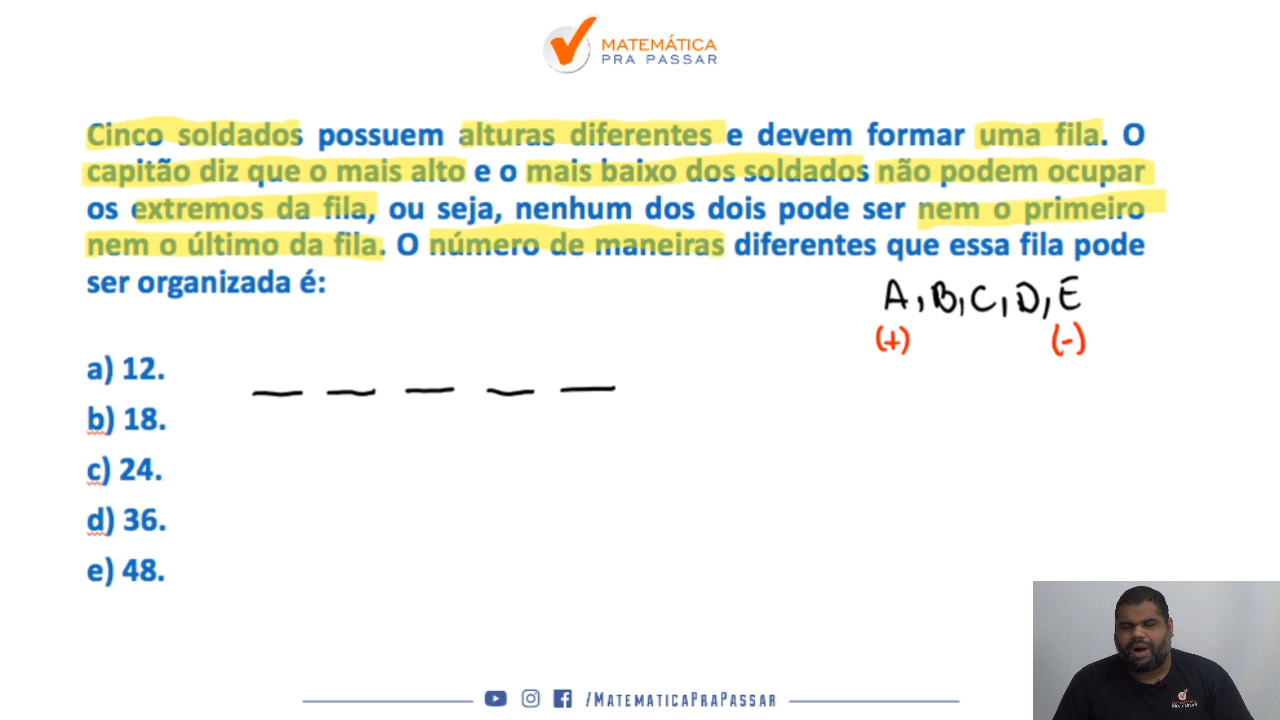 MATEMÁTICA
PRA PASSAR
Cinco soldados possuem alturas diferentes e devem formar uma fila. O
capitão diz que o mais alto e o mais baixo dos soldados não podem ocupar
os extremos da fila, ou seja, nenhum dos dois pode ser nem o primeiro
nem o último da fila. O número de maneiras diferentes que essa fila pode
ser organizada é:
A, B, C, D, E
(+) (-)
a) 12.
b) 18.
c) 24.
d) 36.
e) 48.
/MATEMATICAPRAPASSAR
MATEMÁTICA
PRA PASSAR